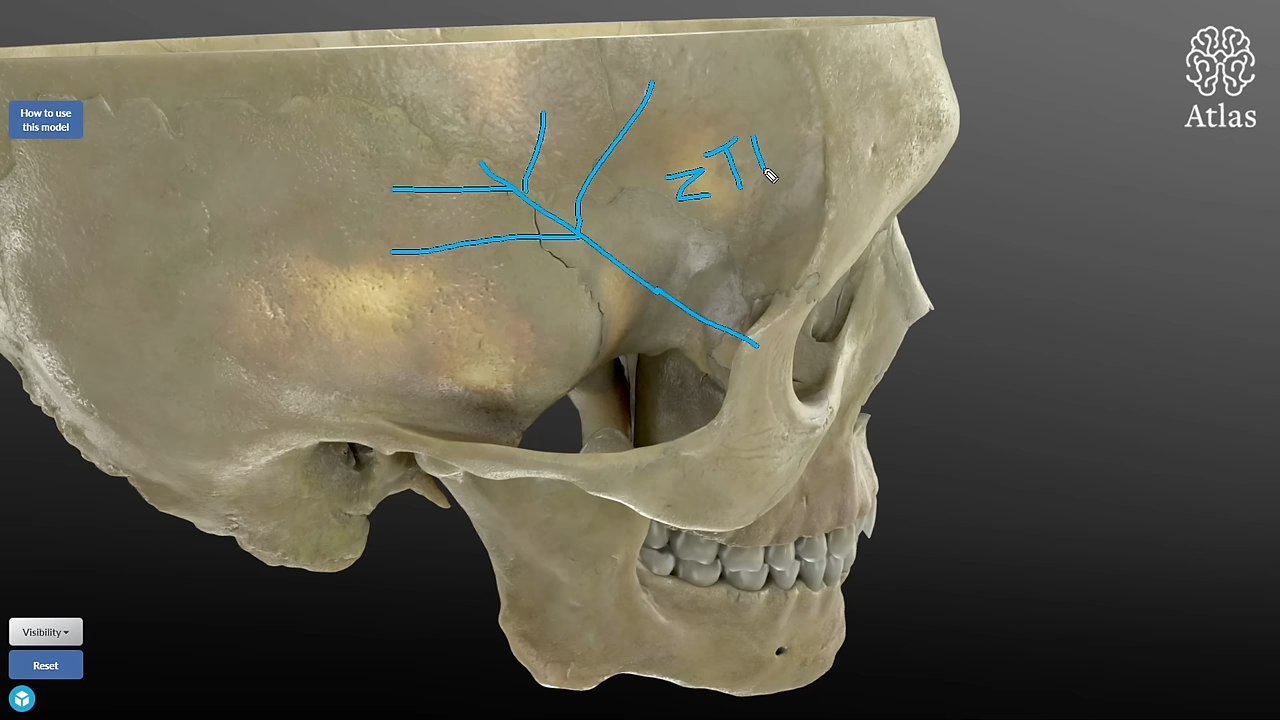 Atlas
How to use
this model
ZTI
Visibility
Reset